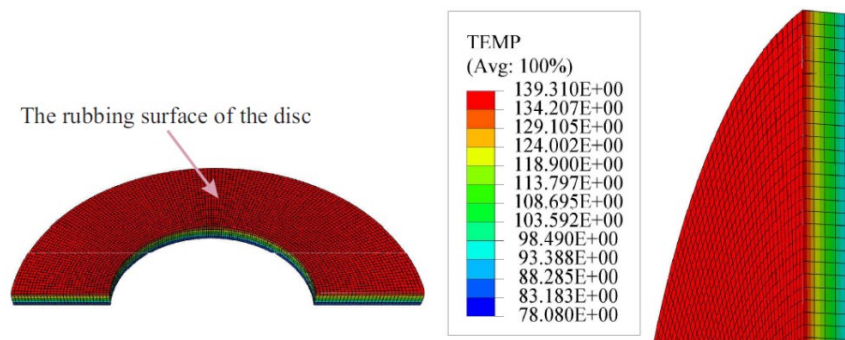 The rubbing surface of the disc
TEMP
(Avg: 100%)
139.310E+00
134.207E+00
129.105E+00
124.002E+00
118.900E+00
113.797E+00
108.695E+00
103.592E+00
98.490E+00
93.388E+00
88.285E+00
83.183E+00
78.080E+00